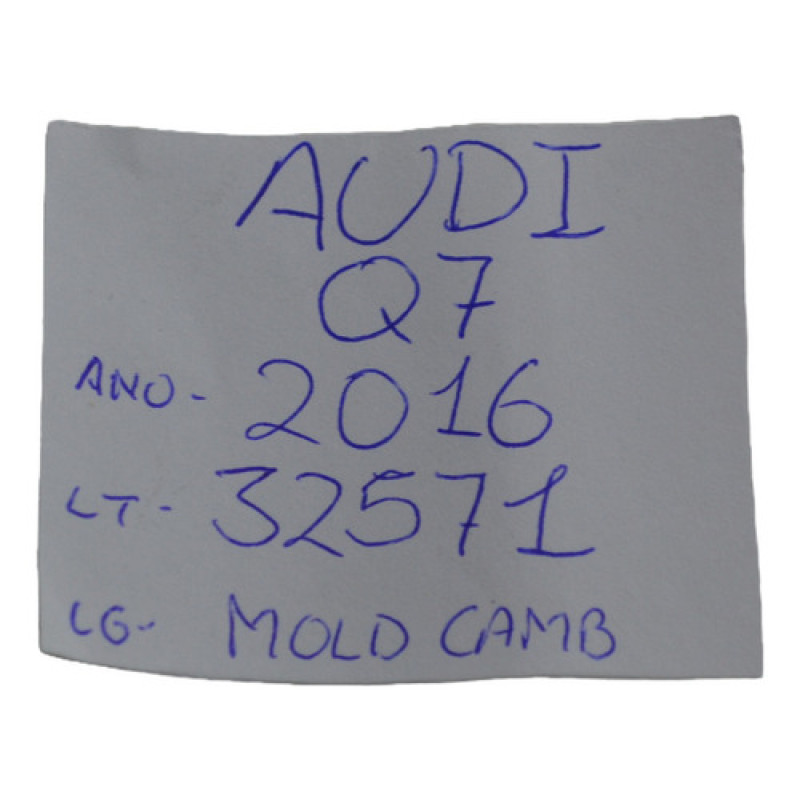 AUDI
Q7
ANO- 2016
LT- 32571
LG- MOLD CAMB